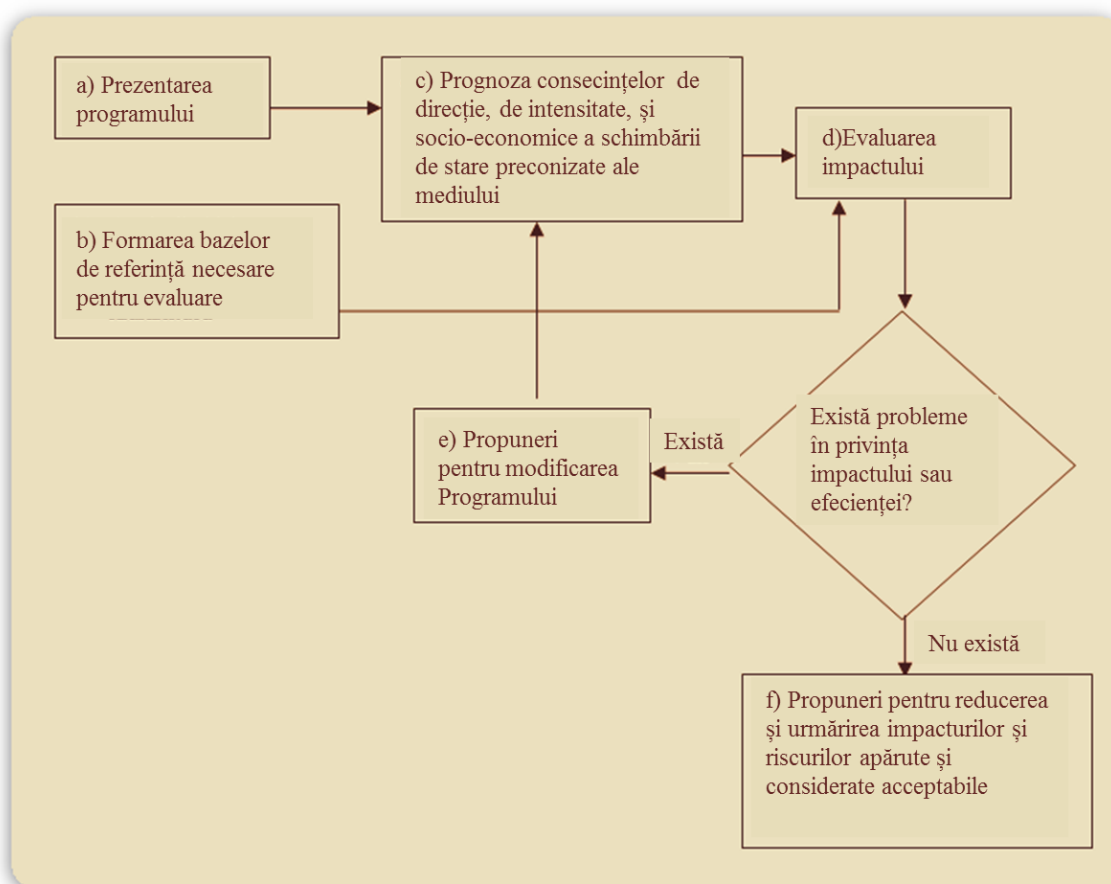 a) Prezentarea
programului
c) Prognoza consecințelor de
direcție, de intensitate, și
socio-economice a schimbării
de stare preconizate ale
mediului
d)Evaluarea
impactului
b) Formarea bazelor
de referință necesare
pentru evaluare
e) Propuneri
pentru modificarea
Programului
Există
Există probleme
în privința
impactului sau
efecienței?
Nu există
f) Propuneri pentru reducerea
și urmărirea impacturilor și
riscurilor apărute și
considerate acceptabile